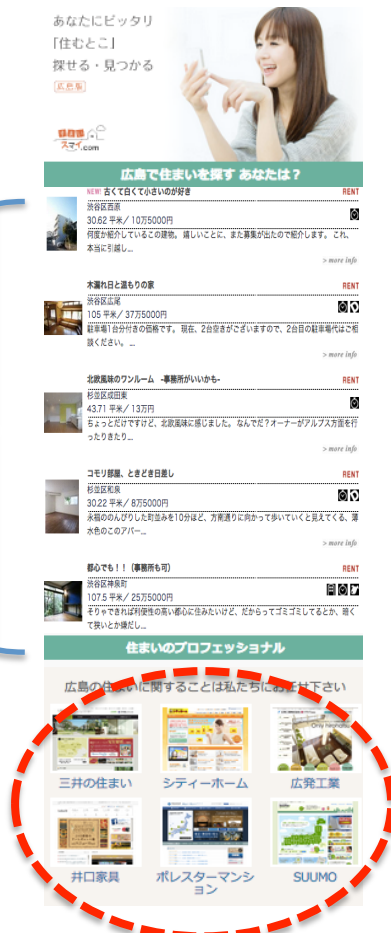 あなたにピッタリ
「住むとこ」
探せる・見つかる
広島版
スマイ.com
広島で住まいを探す あなたは？
NEW! 古くて白くて小さいのが好き RENT
渋谷区西原
30.62 平米／ 10万5000円
何度か紹介しているこの建物。 嬉しいことに、また募集が出たので紹介します。 これ、
本当に引越し...
> more info
木漏れ日と温もりの家 RENT
渋谷区広尾
105 平米／ 37万5000円
駐車場1台分付きの価格です。 現在、2台空きがございますので、2台目の駐車場代はご相
談ください。 ...
> more info
北欧風味のワンルーム -事務所がいいかも- RENT
杉並区成田東
43.71 平米／ 13万円
ちょっとだけですけど、北欧風味に感じました。 なんでだ？オーナーがアルプス方面を行
ったりきたり...
> more info
コモリ部屋、ときどき日差し RENT
杉並区和泉
30.22 平米／ 8万5000円
永福ののんびりした町並みを10分ほど、方南通りに向かって歩いていくと見えてくる、薄
水色のこのアパー...
> more info
都心でも！！（事務所も可） RENT
渋谷区神泉町
107.5 平米／ 25万5000円
そりゃできれば利便性の高い都心に住みたいけど、だからってゴミゴミしてるとか、暗く
て狭いとか嫌だし...
住まいのプロフェッショナル
広島の住まいに関することは私たちにお任せ下さい
三井の住まい シティーホーム 広発工業
井口家具 ポレスターマンシ SUUMO
ョン